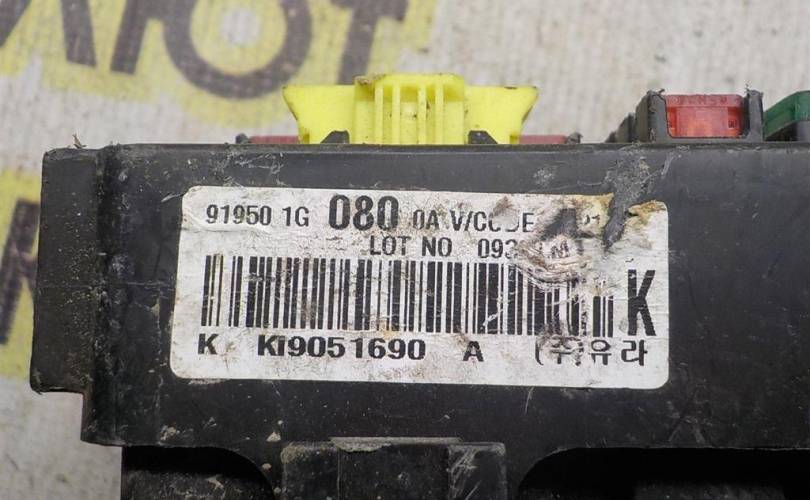 91950 1G 080 0A V/CODE
LOT NO
K KI9051690 A (주)유라
K